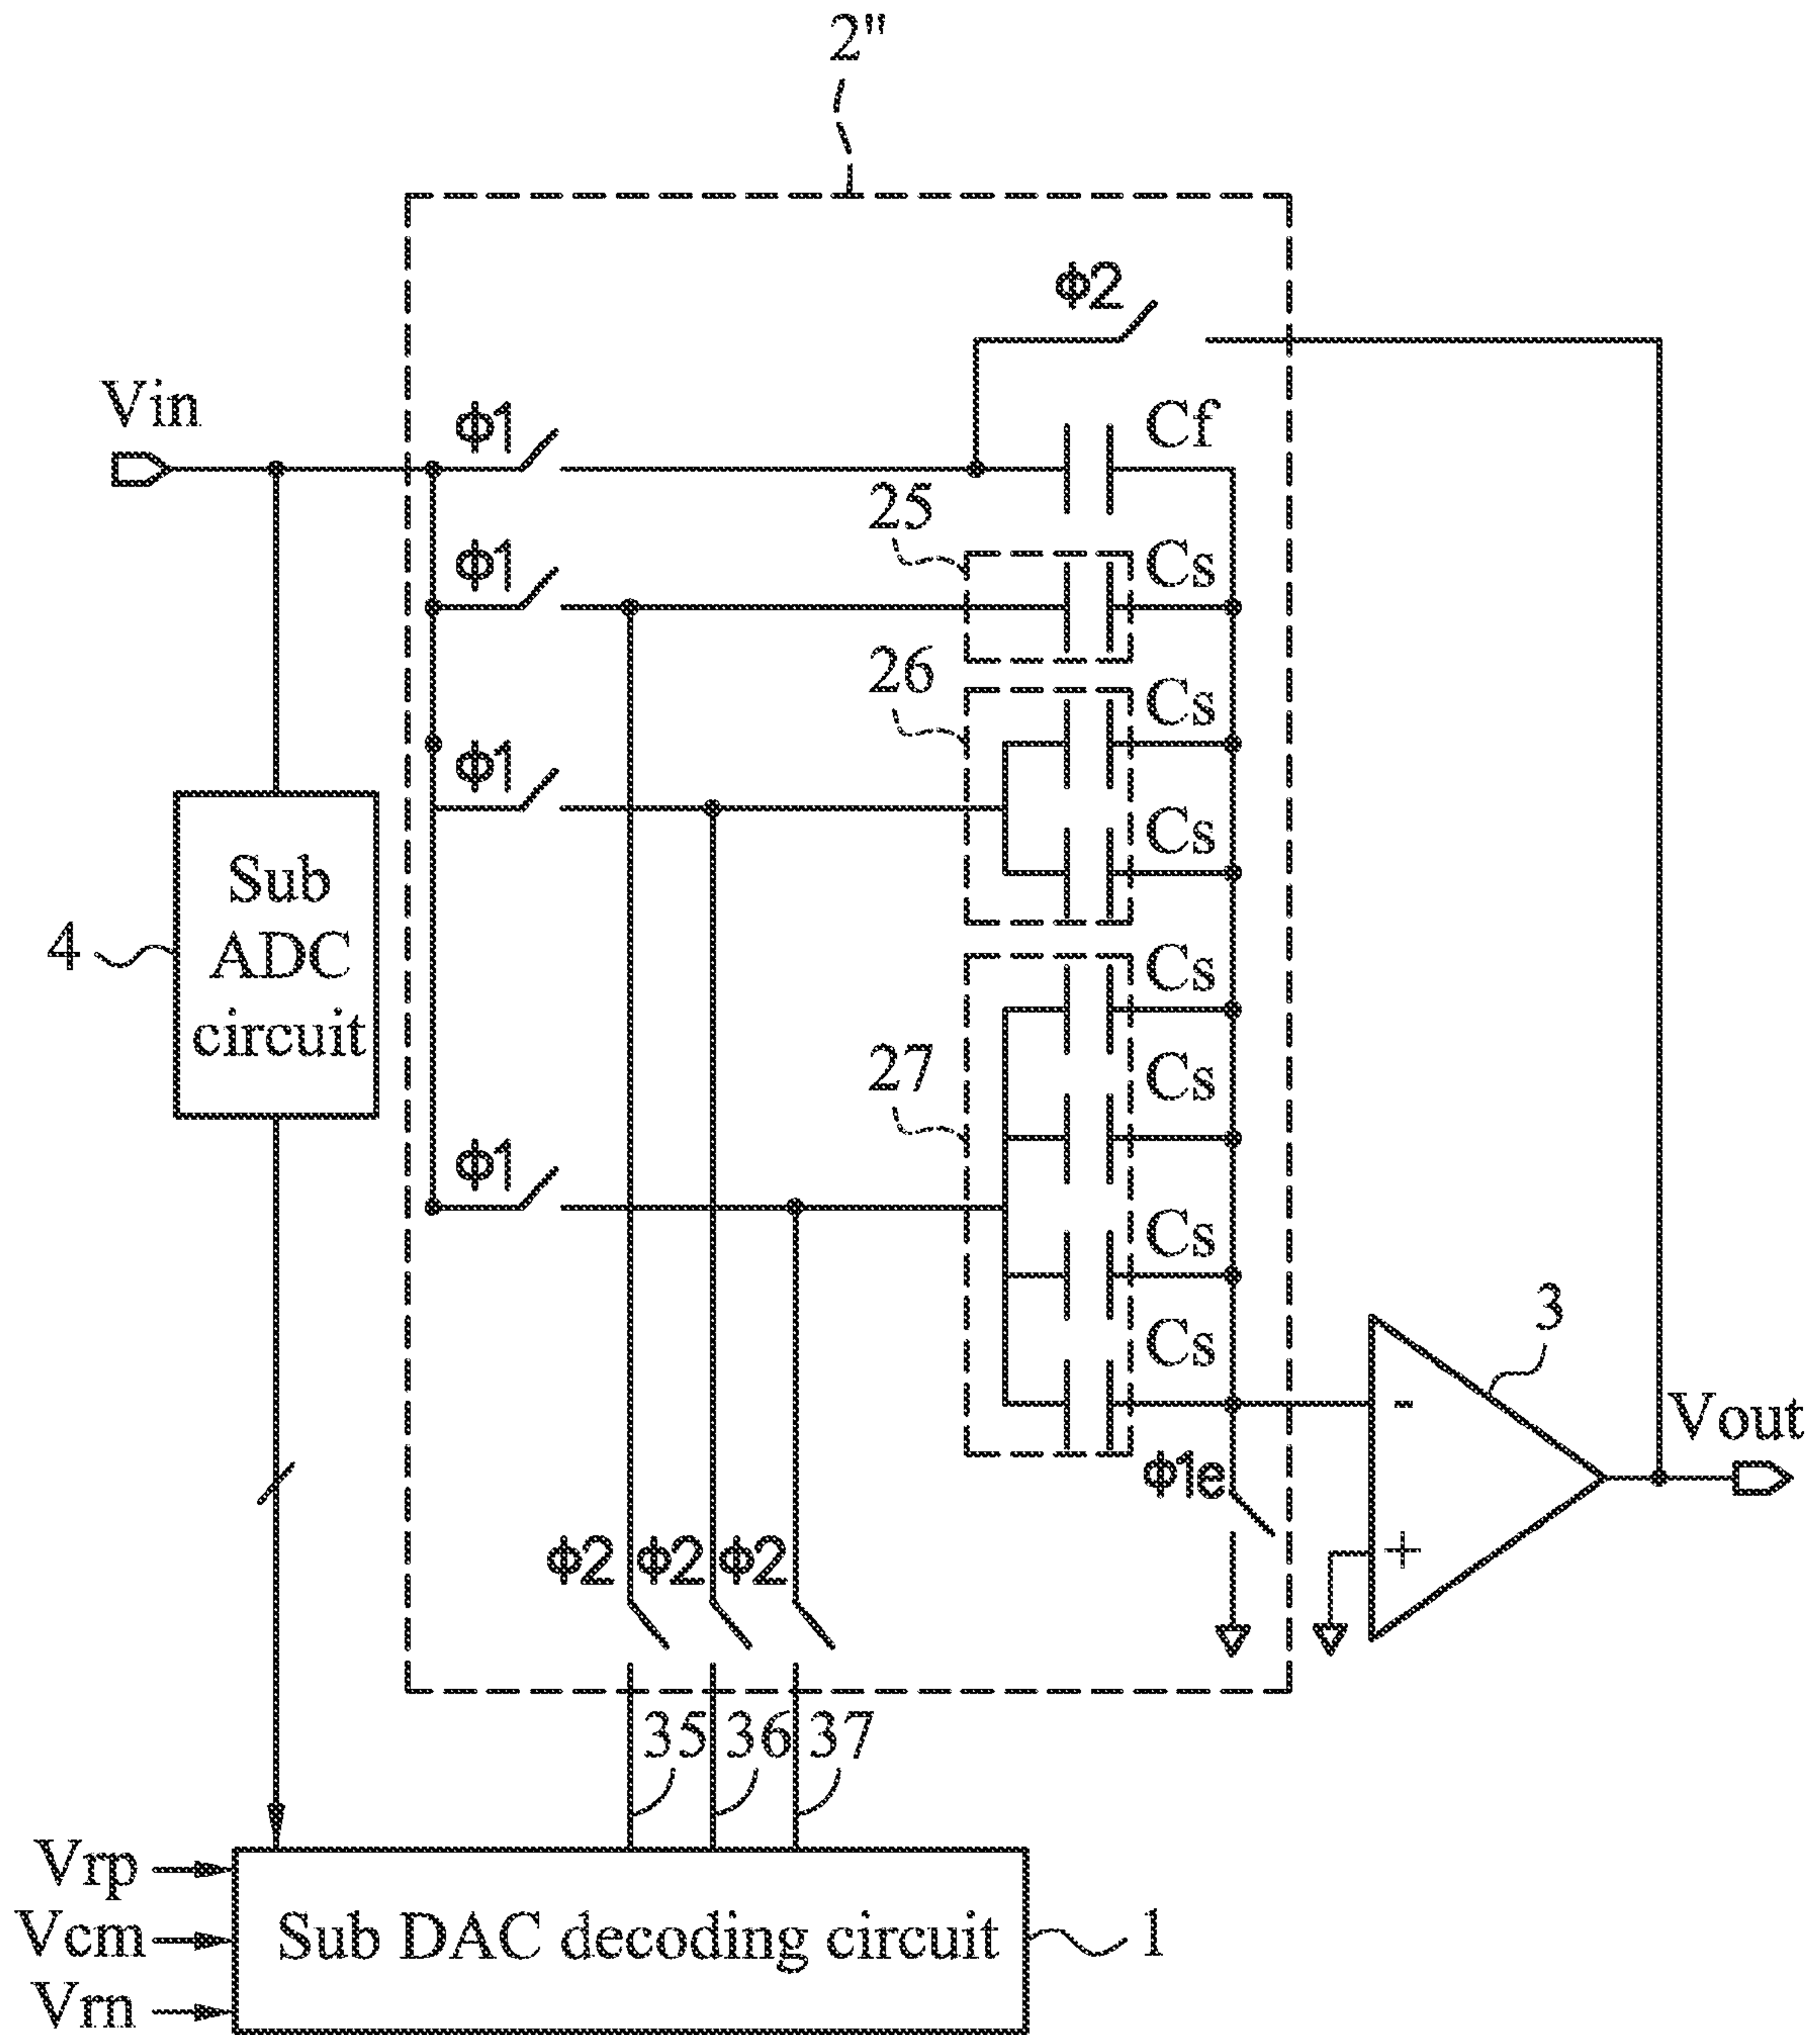 2"
ϕ2
Vin
ϕ1
Cf
25
ϕ1
Cs
26
Cs
ϕ1
Cs
Sub
ADC
circuit
4
Cs
27
Cs
ϕ1
Cs
Cs
3
-
Vout
ϕ1e
+
ϕ2 ϕ2 ϕ2
35 36 37
Vrp
Vcm
Vrn
Sub DAC decoding circuit
1